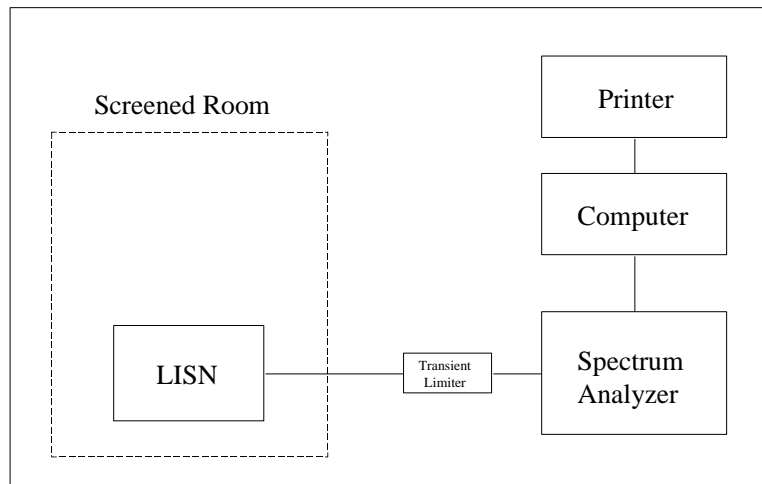 Screened Room
Printer
Computer
LISN
Transient
Limiter
Spectrum
Analyzer